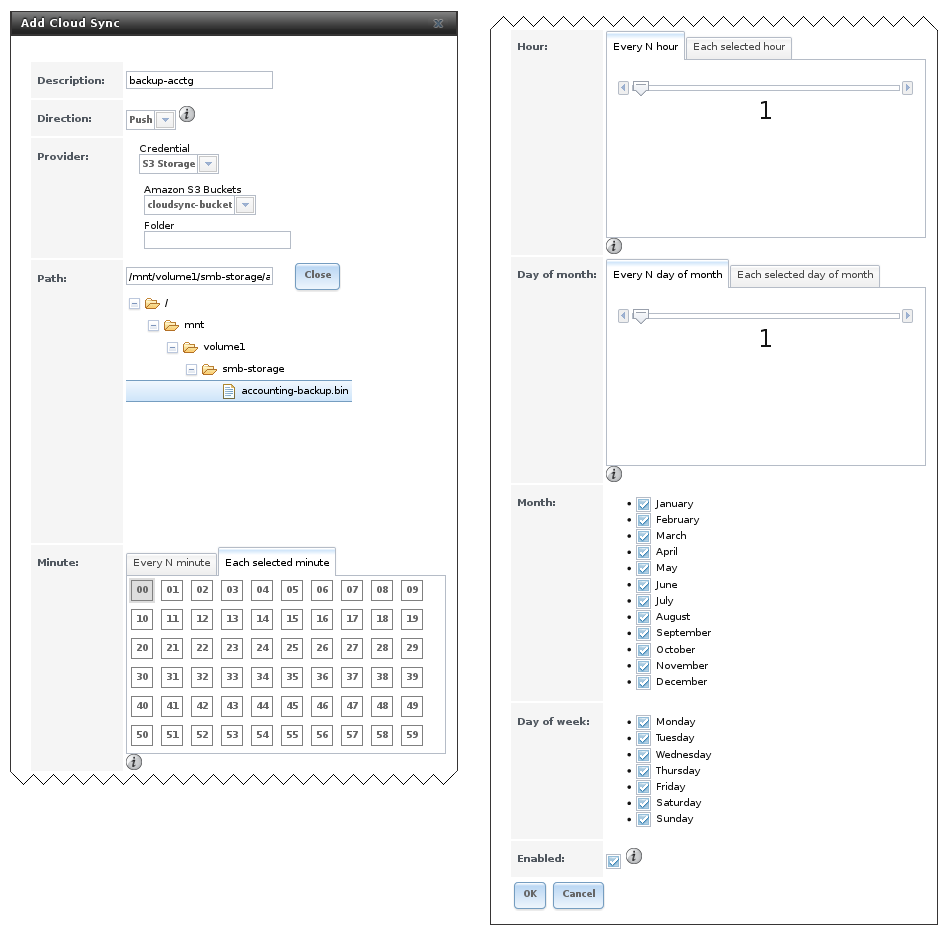 Add Cloud Sync
Description: backup-acctg
Direction: Push
Provider:
Credential
S3 Storage
Amazon S3 Buckets
cloudsync-bucket
Folder
Path: /mnt/volume1/smb-storage/a Close
/
mnt
volume1
smb-storage
accounting-backup.bin
Minute: Every N minute Each selected minute
00 01 02 03 04 05 06 07 08 09
10 11 12 13 14 15 16 17 18 19
20 21 22 23 24 25 26 27 28 29
30 31 32 33 34 35 36 37 38 39
40 41 42 43 44 45 46 47 48 49
50 51 52 53 54 55 56 57 58 59
Hour: Every N hour Each selected hour
1
Day of month: Every N day of month Each selected day of month
1
Month:
January
February
March
April
May
June
July
August
September
October
November
December
Day of week:
Monday
Tuesday
Wednesday
Thursday
Friday
Saturday
Sunday
Enabled:
OK Cancel